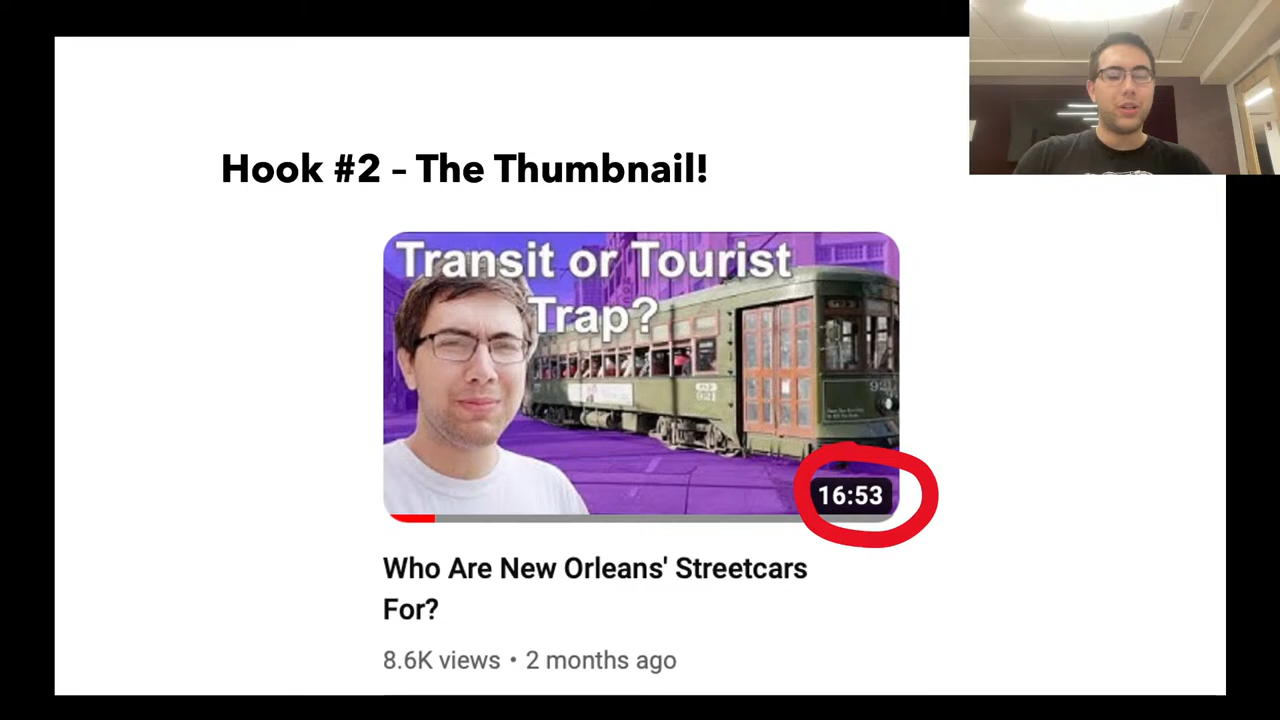 Hook #2 – The Thumbnail!
Transit or Tourist
Trap?
921
16:53
Who Are New Orleans' Streetcars
For?
8.6K views • 2 months ago